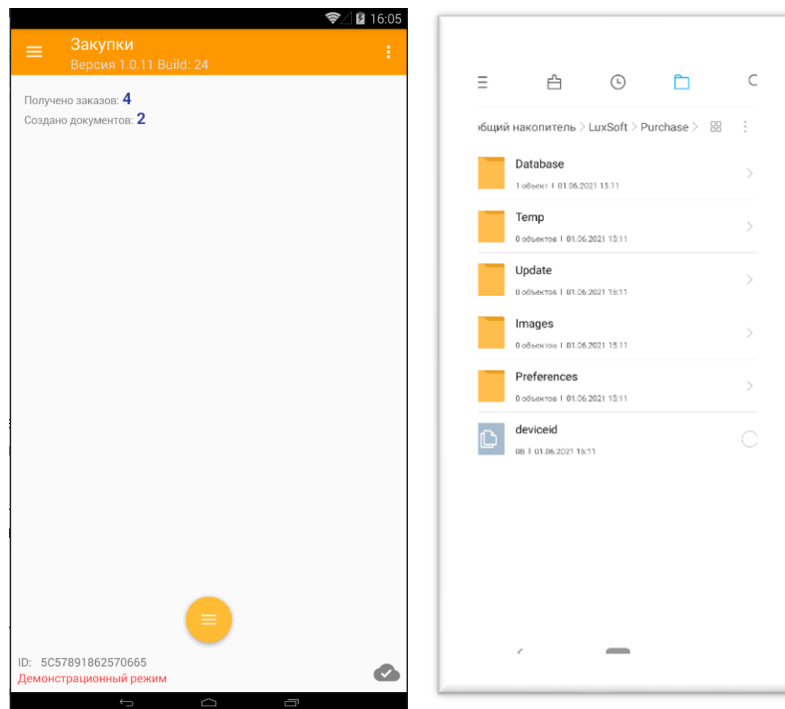 16:05
Закупки
Версия 1.0.11 Build: 24
Получено заказов: 4
Создано документов: 2
ID: 5C57891862570665
Демонстрационный режим
общий накопитель > LuxSoft > Purchase >
Database
1 объект | 01.06.2021 15:11
Temp
0 объектов | 01.06.2021 15:11
Update
0 объектов | 01.06.2021 15:11
Images
0 объектов | 01.06.2021 15:11
Preferences
0 объектов | 01.06.2021 15:11
deviceid
0B | 01.06.2021 15:11